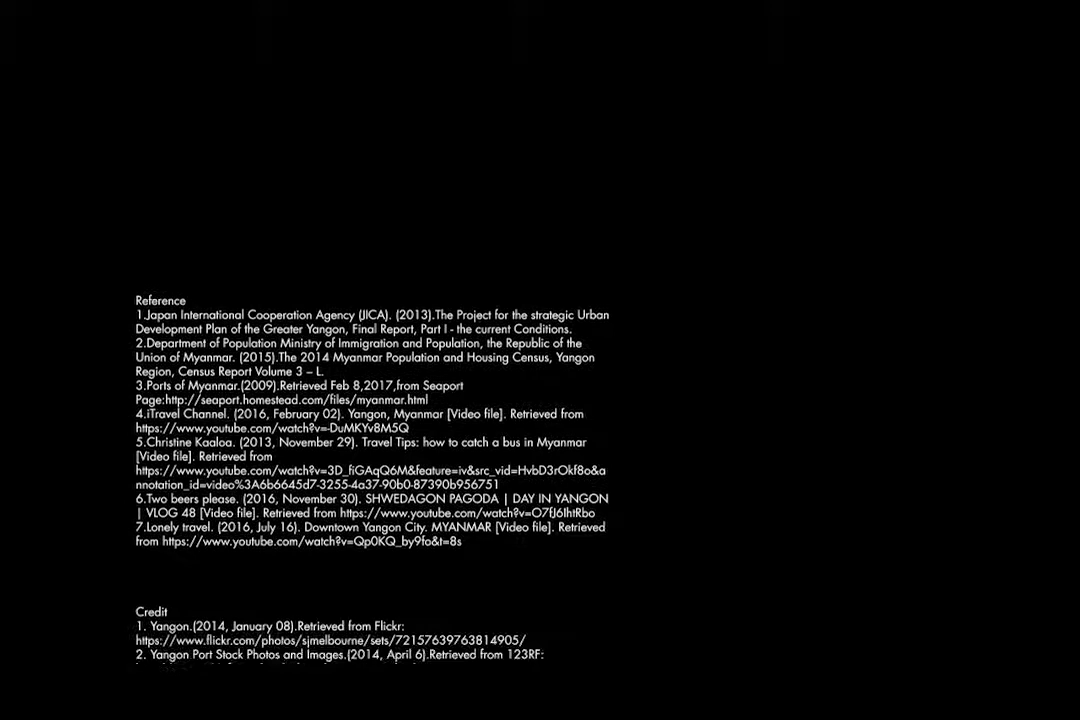 Reference
1.Japan International Cooperation Agency (JICA). (2013).The Project for the strategic Urban
Development Plan of the Greater Yangon, Final Report, Part I - the current Conditions.
2.Department of Population Ministry of Immigration and Population, the Republic of the
Union of Myanmar. (2015).The 2014 Myanmar Population and Housing Census, Yangon
Region, Census Report Volume 3 – L.
3.Ports of Myanmar.(2009).Retrieved Feb 8,2017,from Seaport
Page:http://seaport.homestead.com/files/myanmar.html
4.iTravel Channel. (2016, February 02). Yangon, Myanmar [Video file]. Retrieved from
https://www.youtube.com/watch?v=-DuMKYv8M5Q
5.Christine Kaaloa. (2013, November 29). Travel Tips: how to catch a bus in Myanmar
[Video file]. Retrieved from
https://www.youtube.com/watch?v=3D_fiGAqQ6M&feature=iv&src_vid=HvbD3rOkf8o&a
nnotation_id=video%3A6b6645d7-3255-4a37-90b0-87390b956751
6.Two beers please. (2016, November 30). SHWEDAGON PAGODA | DAY IN YANGON
| VLOG 48 [Video file]. Retrieved from https://www.youtube.com/watch?v=O7fJ6IhtRbo
7.Lonely travel. (2016, July 16). Downtown Yangon City. MYANMAR [Video file]. Retrieved
from https://www.youtube.com/watch?v=Qp0KQ_by9fo&t=8s
Credit
1. Yangon.(2014, January 08).Retrieved from Flickr:
https://www.flickr.com/photos/sjmelbourne/sets/72157639763814905/
2. Yangon Port Stock Photos and Images.(2014, April 6).Retrieved from 123RF: